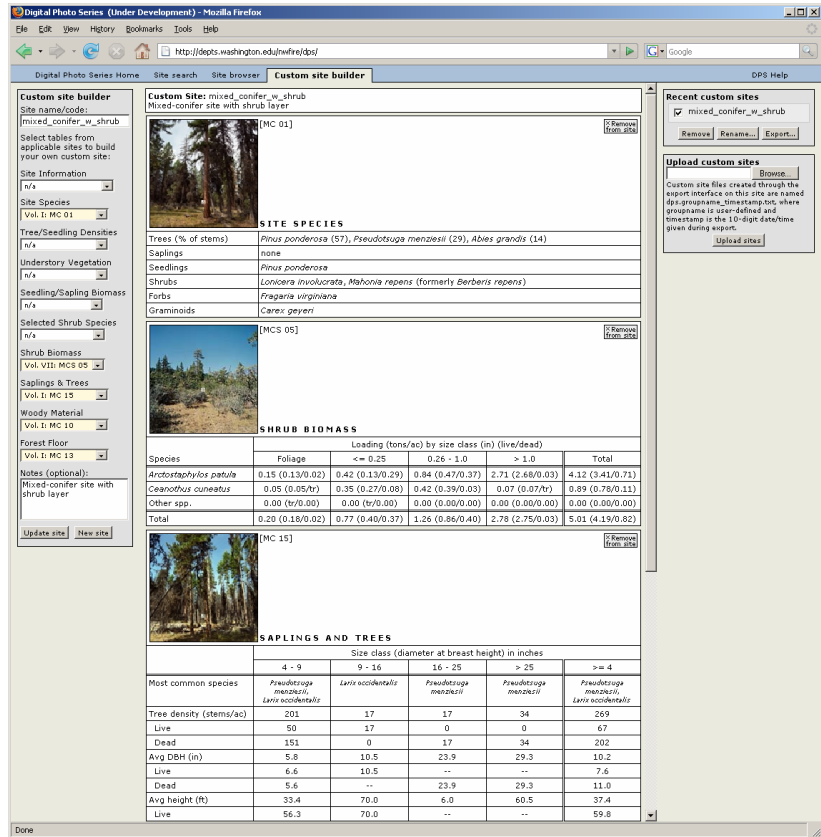 Digital Photo Series (Under Development) - Mozilla Firefox
File Edit View History Bookmarks Tools Help
http://depts.washington.edu/nwfire/dps/
G Google
Digital Photo Series Home Site search Site browser Custom site builder DPS Help
Custom site builder
Site name/code:
mixed_conifer_w_shrub
Select tables from
applicable sites to build
your own custom site:
Site Information
n/a
Site Species
Vol. I: MC 01
Tree/Seedling Densities
n/a
Understory Vegetation
n/a
Seedling/Sapling Biomass
n/a
Selected Shrub Species
n/a
Shrub Biomass
Vol. VII: MCS 05
Saplings & Trees
Vol. I: MC 15
Woody Material
Vol. I: MC 10
Forest Floor
Vol. I: MC 13
Notes (optional):
Mixed-conifer site with
shrub layer
Update site New site
Custom Site: mixed_conifer_w_shrub
Mixed-conifer site with shrub layer
[MC 01]
X Remove
from site
SITE SPECIES
Trees (% of stems) Pinus ponderosa (57), Pseudotsuga menziesii (29), Abies grandis (14)
Saplings none
Seedlings Pinus ponderosa
Shrubs Lonicera involucrata, Mahonia repens (formerly Berberis repens)
Forbs Fragaria virginiana
Graminoids Carex geyeri
[MCS 05]
X Remove
from site
SHRUB BIOMASS
Loading (tons/ac) by size class (in) (live/dead)
Species Foliage <= 0.25 0.26 - 1.0 > 1.0 Total
Arctostaphylos patula 0.15 (0.13/0.02) 0.42 (0.13/0.29) 0.84 (0.47/0.37) 2.71 (2.68/0.03) 4.12 (3.41/0.71)
Ceanothus cuneatus 0.05 (0.05/tr) 0.35 (0.27/0.08) 0.42 (0.39/0.03) 0.07 (0.07/tr) 0.89 (0.78/0.11)
Other spp. 0.00 (tr/0.00) 0.00 (tr/0.00) 0.00 (0.00/0.00) 0.00 (0.00/0.00) 0.00 (0.00/0.00)
Total 0.20 (0.18/0.02) 0.77 (0.40/0.37) 1.26 (0.86/0.40) 2.78 (2.75/0.03) 5.01 (4.19/0.82)
[MC 15]
X Remove
from site
SAPLINGS AND TREES
Size class (diameter at breast height) in inches
4 - 9 9 - 16 16 - 25 > 25 >= 4
Most common species Pseudotsuga menziesii, Larix occidentalis Larix occidentalis Pseudotsuga menziesii Pseudotsuga menziesii Pseudotsuga menziesii, Larix occidentalis
Tree density (stems/ac) 201 17 17 34 269
Live 50 17 0 0 67
Dead 151 0 17 34 202
Avg DBH (in) 5.8 10.5 23.9 29.3 10.2
Live 6.6 10.5 -- -- 7.6
Dead 5.6 -- 23.9 29.3 11.0
Avg height (ft) 33.4 70.0 6.0 60.5 37.4
Live 56.3 70.0 -- -- 59.8
Recent custom sites
mixed_conifer_w_shrub
Remove Rename... Export...
Upload custom sites
Browse...
Custom site files created through the
export interface on this site are named
dps.groupname_timestamp.txt, where
groupname is user-defined and
timestamp is the 10-digit date/time
given during export.
Upload sites
Done